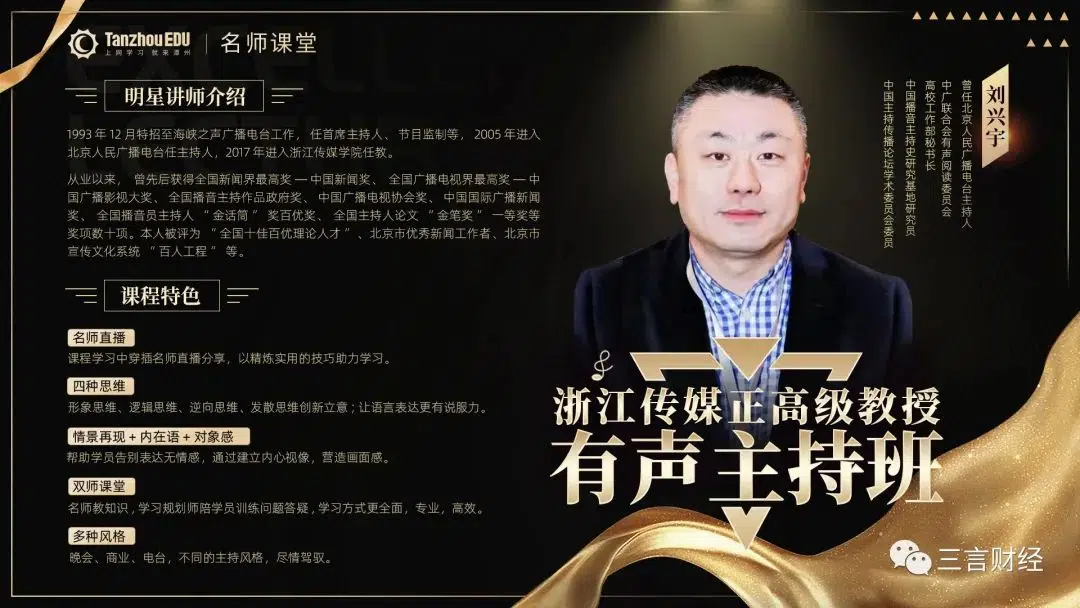 TanzhouEDU
上网学习 就来潭州
名师课堂
明星讲师介绍
1993 年 12 月特招至海峡之声广播电台工作， 任首席主持人、 节目监制等， 2005 年进入
北京人民广播电台任主持人，2017 年进入浙江传媒学院任教。
从业以来， 曾先后获得全国新闻界最高奖 — 中国新闻奖、 全国广播电视界最高奖 — 中
国广播影视大奖、 全国播音主持作品政府奖、 中国广播电视协会奖、 中国国际广播新闻
奖、 全国播音员主持人 “ 金话筒 ” 奖百优奖、 全国主持人论文 “ 金笔奖 ” 一等奖等
奖项数十项。本人被评为 “ 全国十佳百优理论人才 ”、北京市优秀新闻工作者、北京市
宣传文化系统 “ 百人工程 ” 等。
课程特色
名师直播
课程学习中穿插名师直播分享，以精炼实用的技巧助力学习。
四种思维
形象思维、逻辑思维、逆向思维、发散思维创新立意；让语言表达更有说服力。
情景再现 + 内在语 + 对象感
帮助学员告别表达无情感，通过建立内心视像，营造画面感。
双师课堂
名师教知识，学习规划师陪学员训练问题答疑，学习方式更全面，专业，高效。
多种风格
晚会、商业、电台，不同的主持风格，尽情驾驭。
刘兴宇
曾任北京人民广播电台主持人
中广联合会有声阅读委员会
高校工作部秘书长
中国播音主持史研究基地研究员
中国主持传播论坛学术委员会委员
浙江传媒正高级教授
有声主持班
三言财经